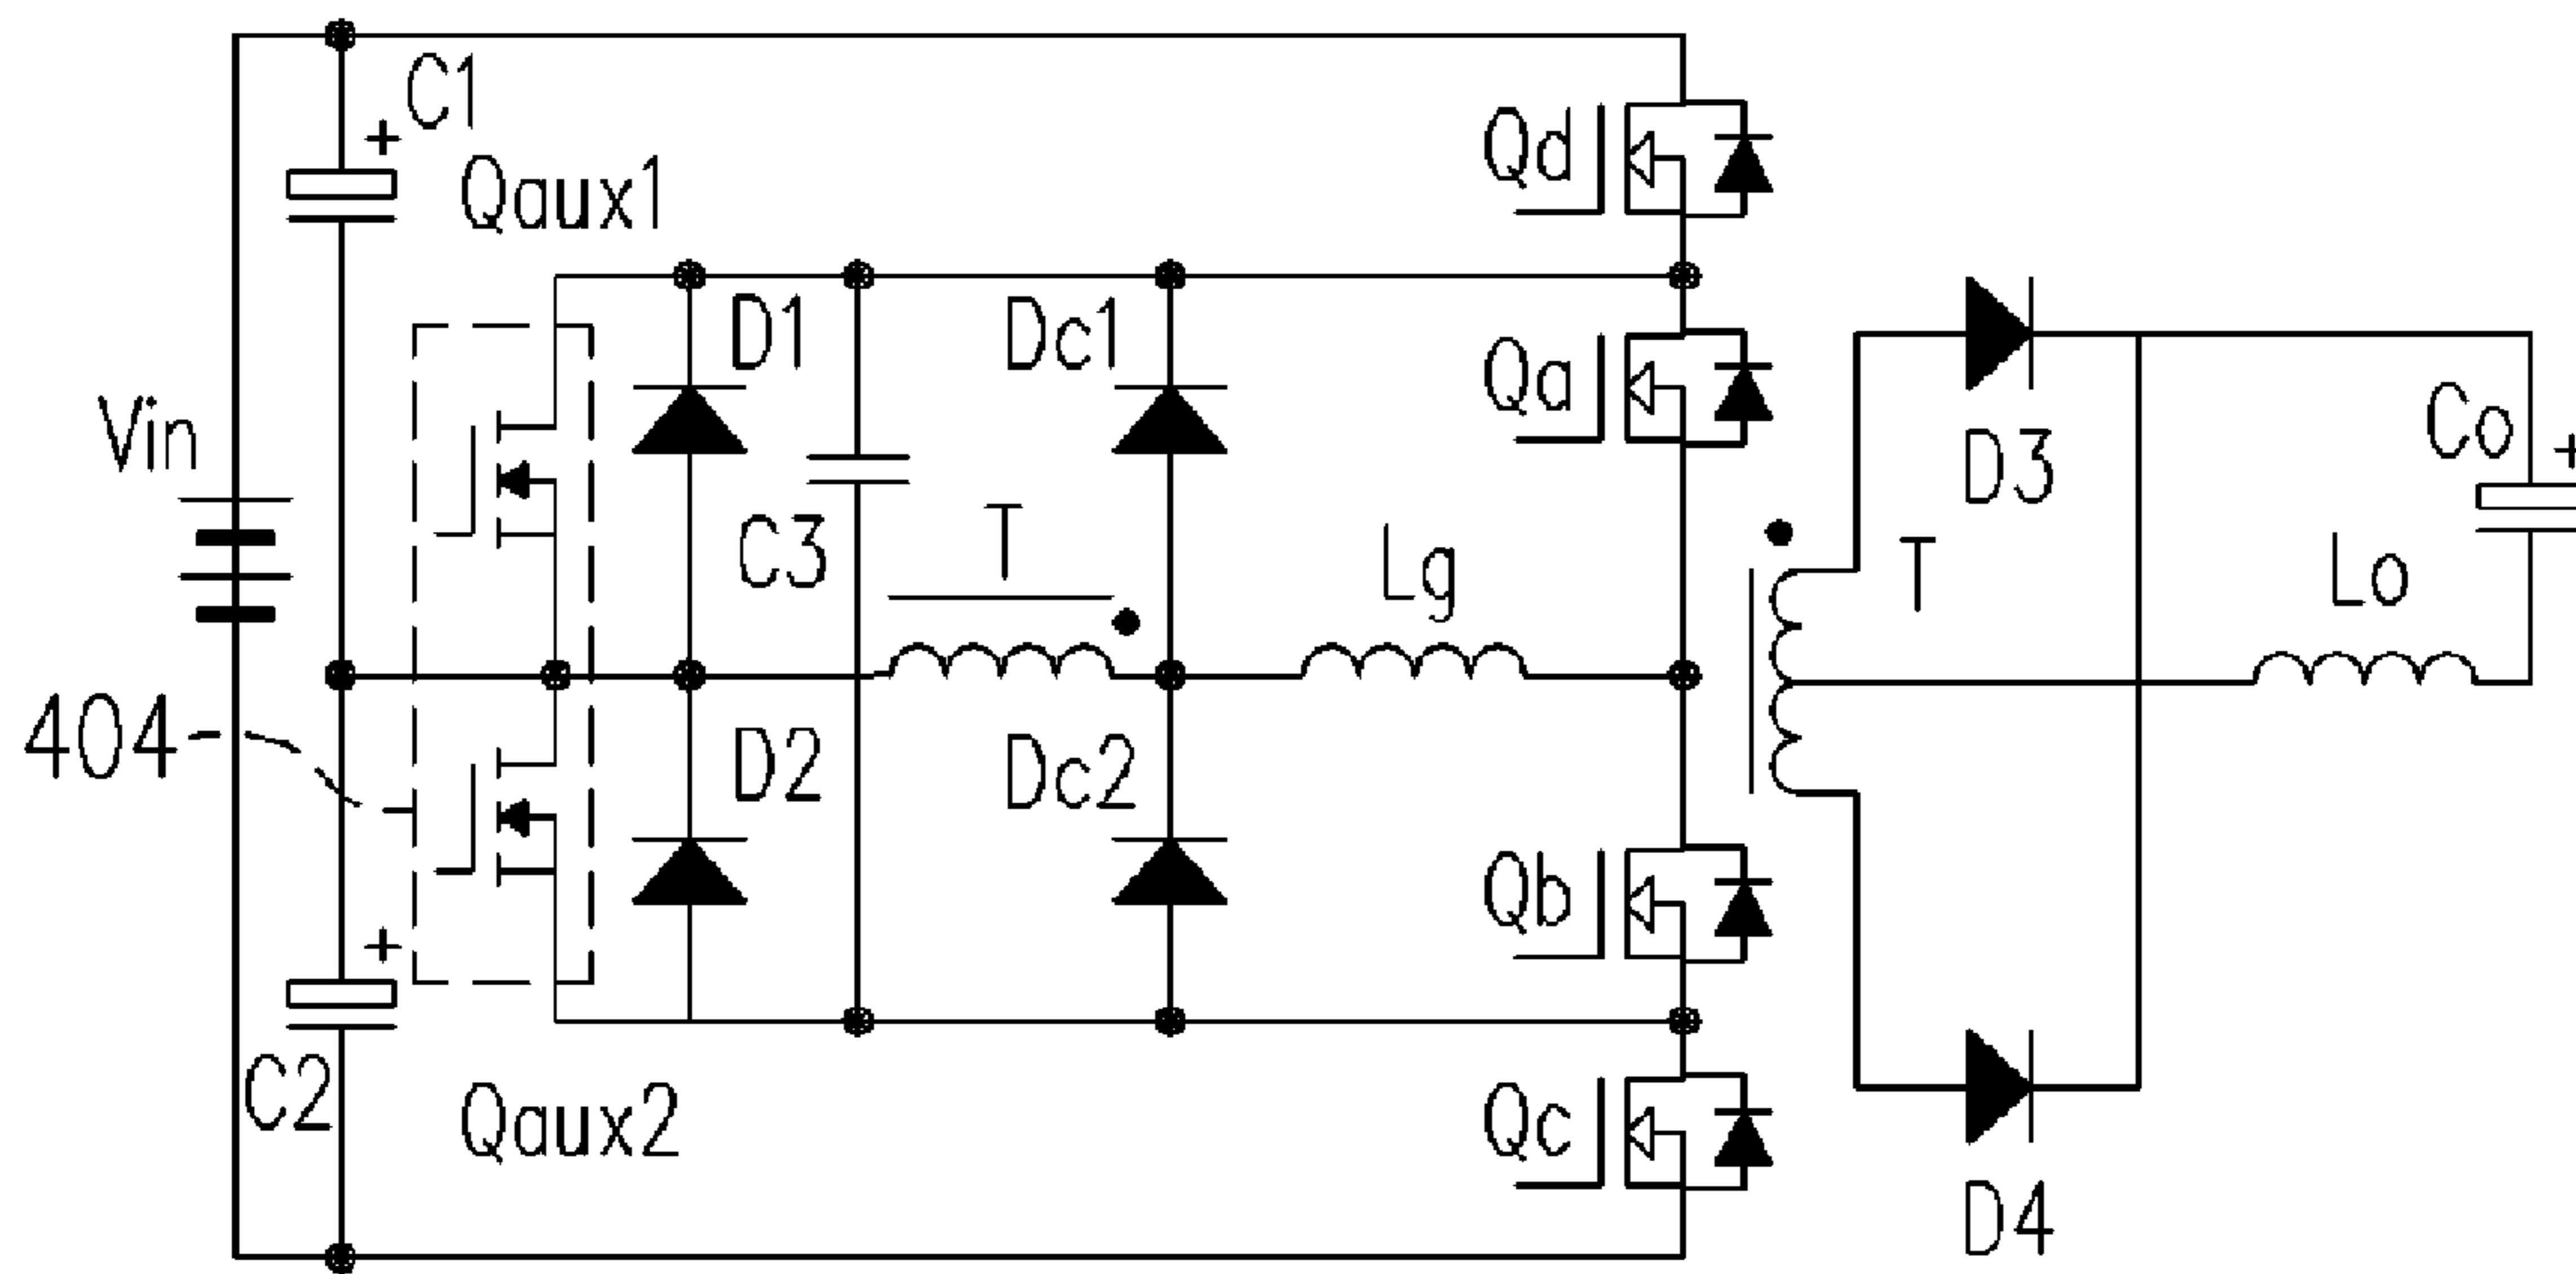 C1
+
Qaux1
Qd
D1
Dc1
Qa
Vin
Co
+
D3
C3
T
Lg
T
Lo
404
D2
Dc2
Qb
+
C2
Qaux2
Qc
D4